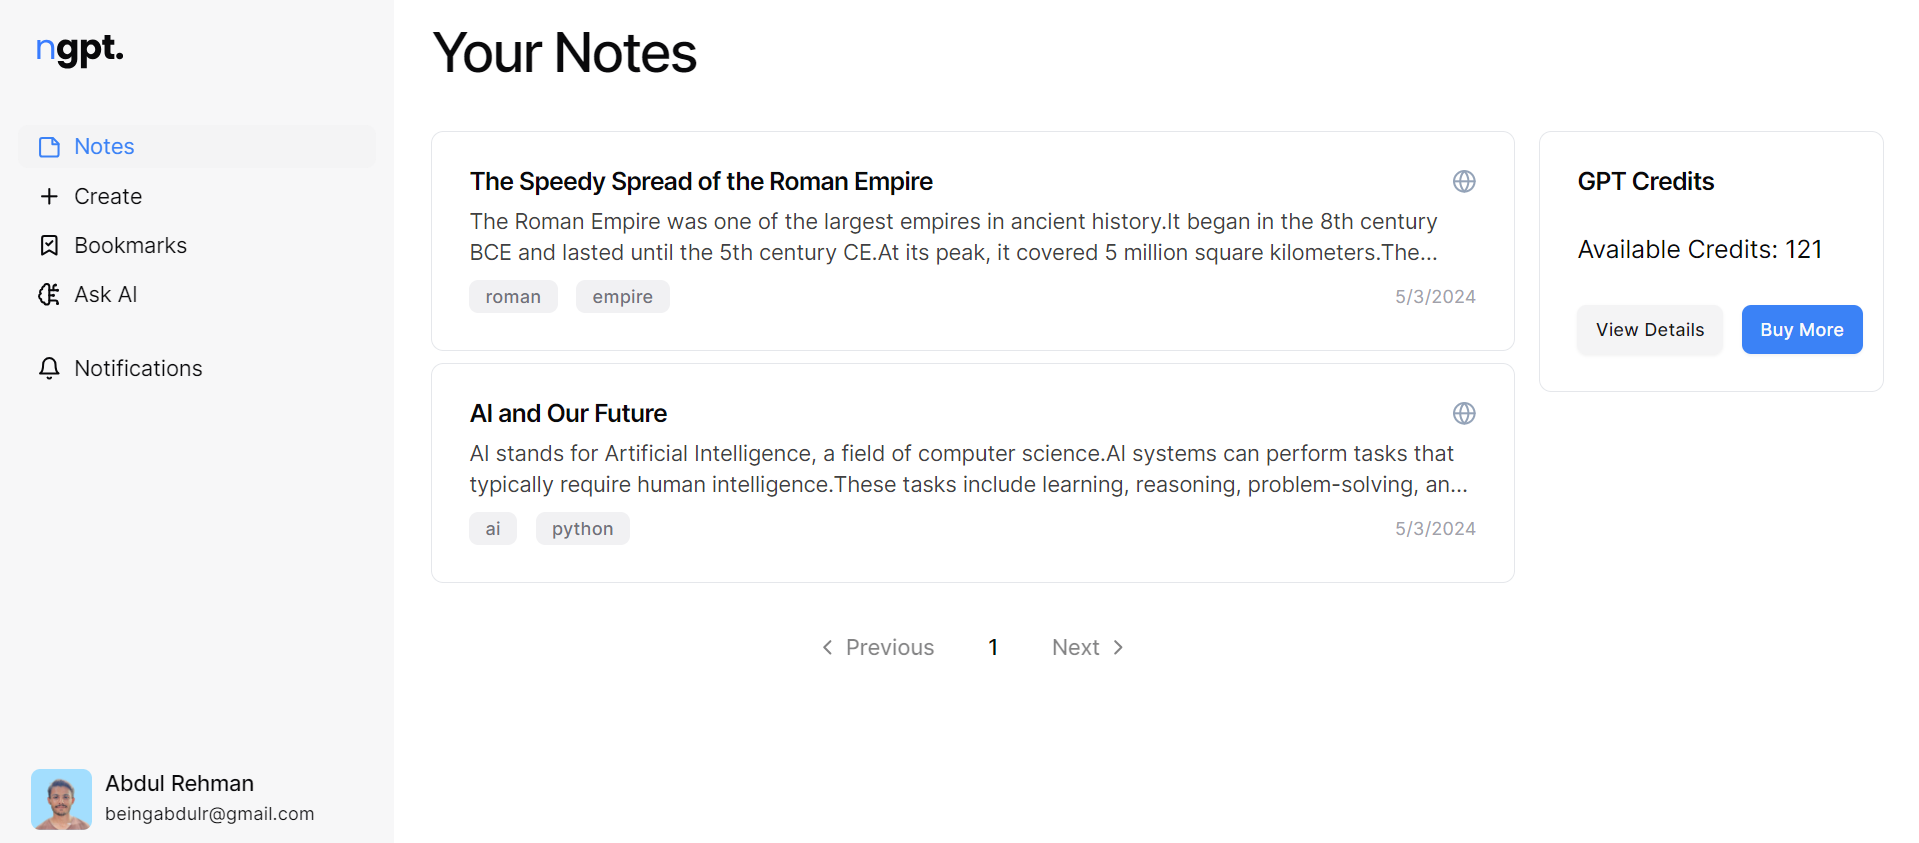 ngpt.
Notes
Create
Bookmarks
Ask AI
Notifications
Abdul Rehman
beingabdulr@gmail.com
Your Notes
The Speedy Spread of the Roman Empire
The Roman Empire was one of the largest empires in ancient history.It began in the 8th century
BCE and lasted until the 5th century CE.At its peak, it covered 5 million square kilometers.The...
roman empire 5/3/2024
AI and Our Future
AI stands for Artificial Intelligence, a field of computer science.AI systems can perform tasks that
typically require human intelligence.These tasks include learning, reasoning, problem-solving, an...
ai python 5/3/2024
Previous 1 Next
GPT Credits
Available Credits: 121
View Details Buy More